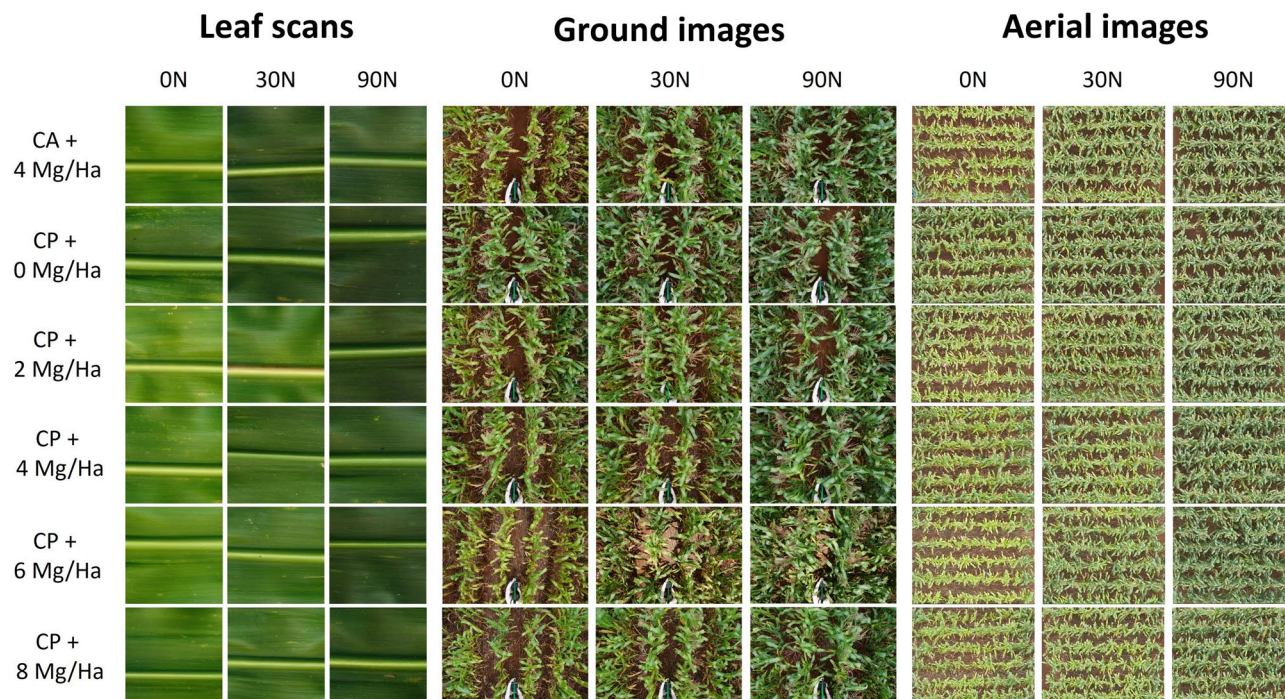 Leaf scans Ground images Aerial images
0N 30N 90N 0N 30N 90N 0N 30N 90N
CA +
4 Mg/Ha
CP +
0 Mg/Ha
CP +
2 Mg/Ha
CP +
4 Mg/Ha
CP +
6 Mg/Ha
CP +
8 Mg/Ha